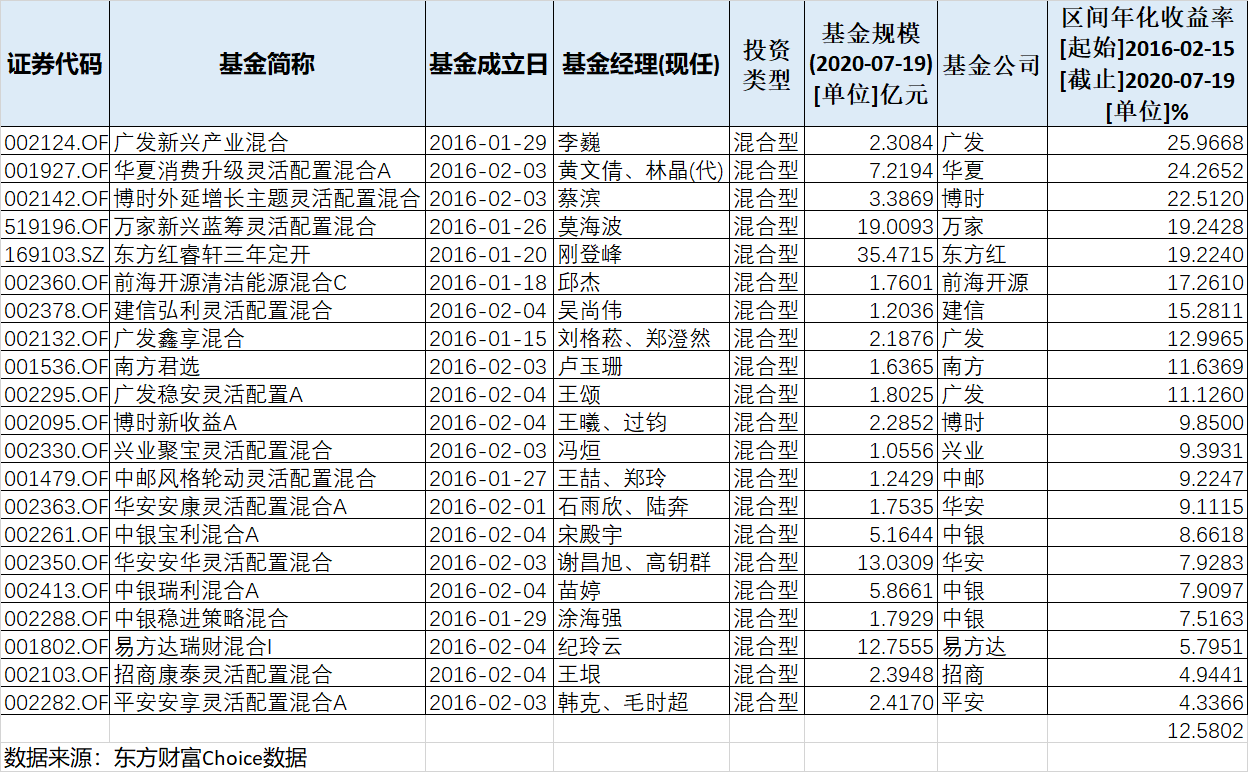 证券代码 基金简称 基金成立日 基金经理(现任) 投资类型 基金规模(2020-07-19)[单位]亿元 基金公司 区间年化收益率[起始]2016-02-15[截止]2020-07-19[单位]%
002124.OF 广发新兴产业混合 2016-01-29 李巍 混合型 2.3084 广发 25.9668
001927.OF 华夏消费升级灵活配置混合A 2016-02-03 黄文倩、林晶(代) 混合型 7.2194 华夏 24.2652
002142.OF 博时外延增长主题灵活配置混合 2016-02-03 蔡滨 混合型 3.3869 博时 22.5120
519196.OF 万家新兴蓝筹灵活配置混合 2016-01-26 莫海波 混合型 19.0093 万家 19.2428
169103.SZ 东方红睿轩三年定开 2016-01-20 刚登峰 混合型 35.4715 东方红 19.2240
002360.OF 前海开源清洁能源混合C 2016-01-18 邱杰 混合型 1.7601 前海开源 17.2610
002378.OF 建信弘利灵活配置混合 2016-02-04 吴尚伟 混合型 1.2036 建信 15.2811
002132.OF 广发鑫享混合 2016-01-15 刘格菘、郑澄然 混合型 2.1876 广发 12.9965
001536.OF 南方君选 2016-02-03 卢玉珊 混合型 1.6365 南方 11.6369
002295.OF 广发稳安灵活配置A 2016-02-04 王颂 混合型 1.8025 广发 11.1260
002095.OF 博时新收益A 2016-02-04 王曦、过钧 混合型 2.2852 博时 9.8500
002330.OF 兴业聚宝灵活配置混合 2016-02-03 冯烜 混合型 1.0556 兴业 9.3931
001479.OF 中邮风格轮动灵活配置混合 2016-01-27 王喆、郑玲 混合型 1.2429 中邮 9.2247
002363.OF 华安安康灵活配置混合A 2016-02-01 石雨欣、陆奔 混合型 1.7535 华安 9.1115
002261.OF 中银宝利混合A 2016-02-04 宋殿宇 混合型 5.1644 中银 8.6618
002350.OF 华安安华灵活配置混合 2016-02-03 谢昌旭、高钥群 混合型 13.0309 华安 7.9283
002413.OF 中银瑞利混合A 2016-02-04 苗婷 混合型 5.8661 中银 7.9097
002288.OF 中银稳进策略混合 2016-01-29 涂海强 混合型 1.7929 中银 7.5163
001802.OF 易方达瑞财混合I 2016-02-04 纪玲云 混合型 12.7555 易方达 5.7951
002103.OF 招商康泰灵活配置混合 2016-02-04 王垠 混合型 2.3948 招商 4.9441
002282.OF 平安安享灵活配置混合A 2016-02-03 韩克、毛时超 混合型 2.4170 平安 4.3366
12.5802
数据来源：东方财富Choice数据